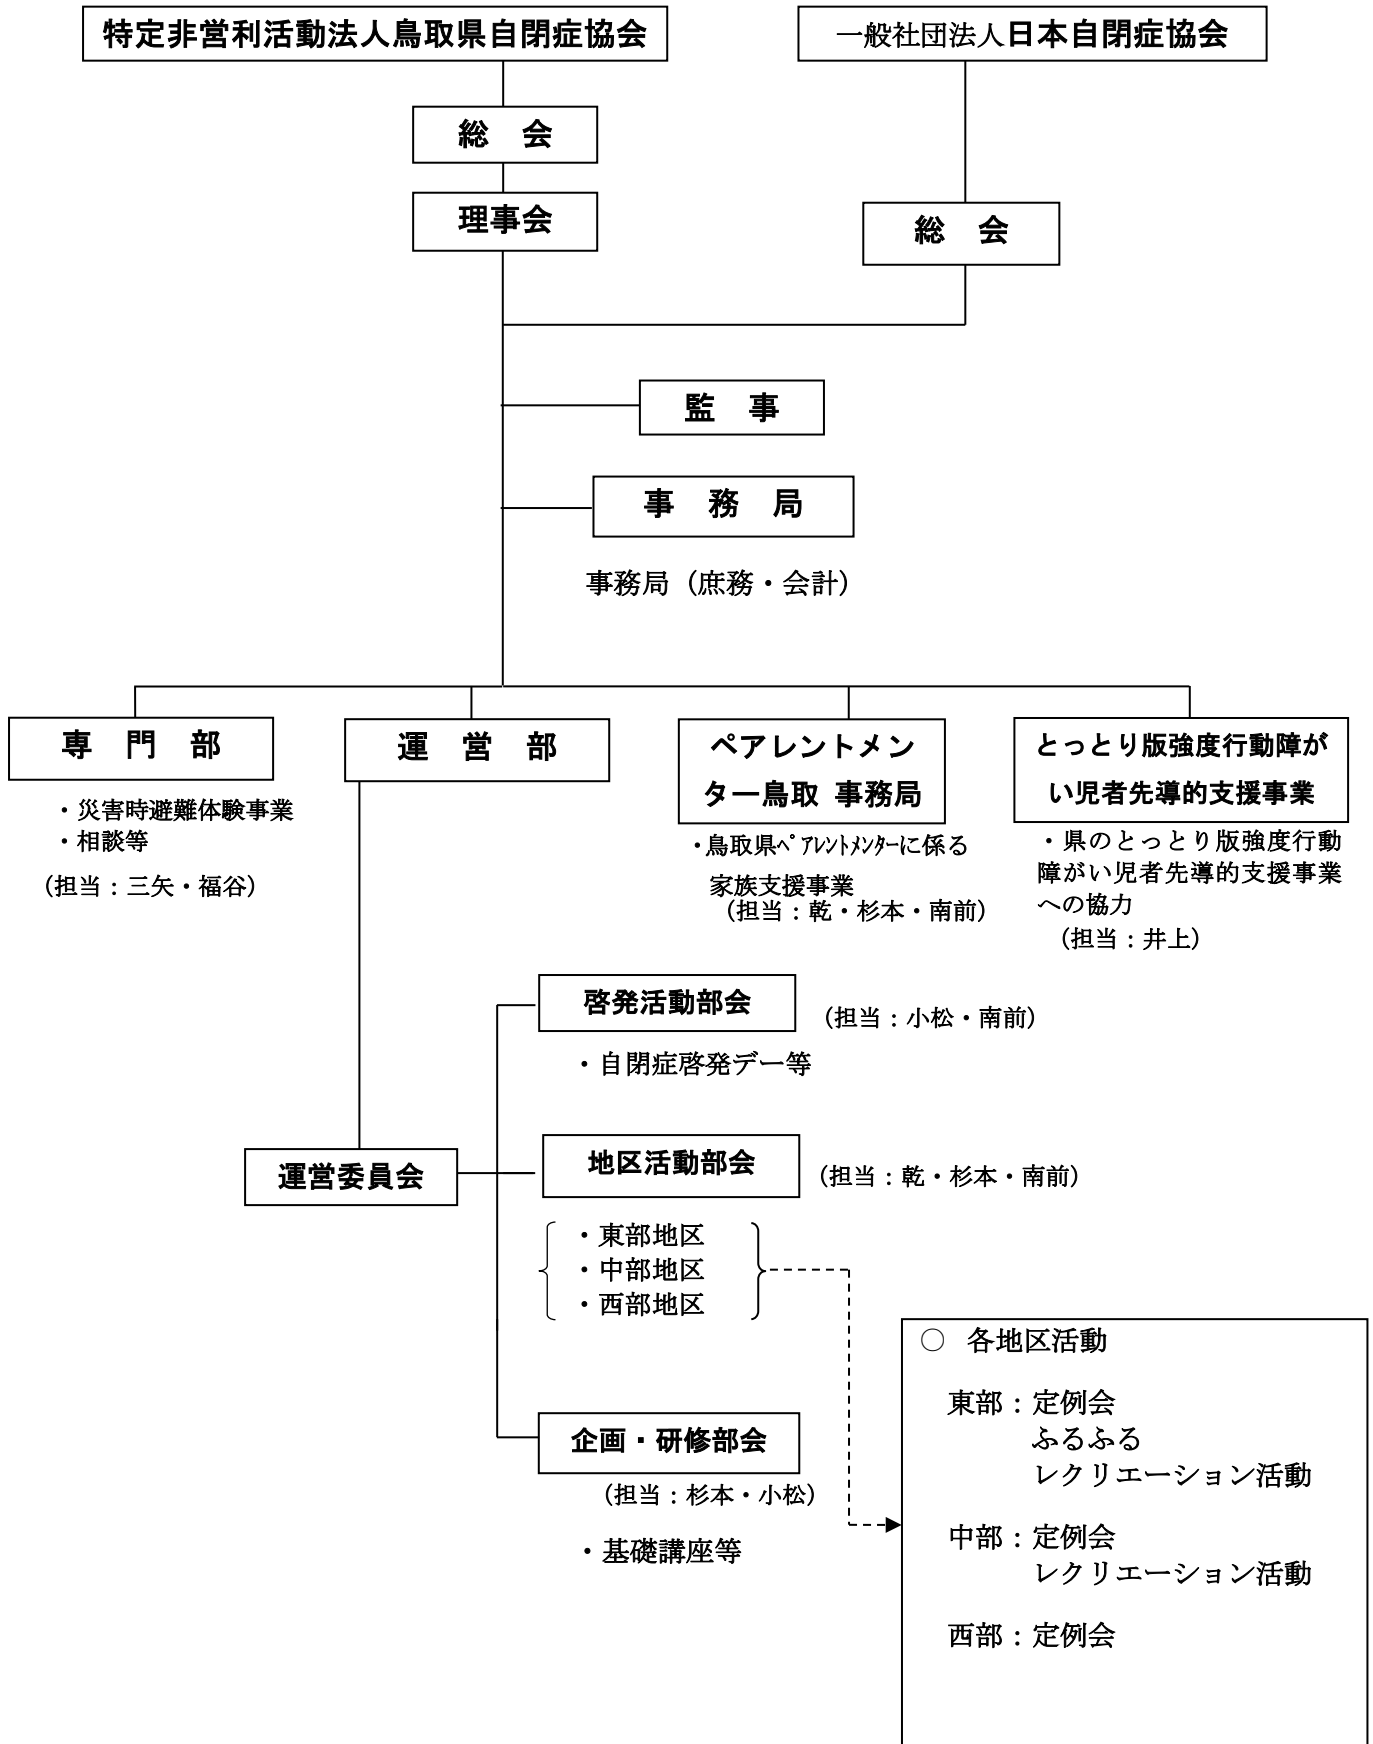 特定非営利活動法人鳥取県自閉症協会
一般社団法人日本自閉症協会
総　会
理事会
総　会
監　事
事　務　局
事務局（庶務・会計）
専　門　部
・災害時避難体験事業
・相談等
（担当：三矢・福谷）
運　営　部
ペアレントメン
ター鳥取 事務局
・鳥取県ﾍﾟｱﾚﾝﾄﾒﾝﾀｰに係る
家族支援事業
（担当：乾・杉本・南前）
とっとり版強度行動障が
い児者先導的支援事業
・県のとっとり版強度行動
障がい児者先導的支援事業
への協力
（担当：井上）
啓発活動部会
（担当：小松・南前）
・自閉症啓発デー等
運営委員会
地区活動部会
（担当：乾・杉本・南前）
・東部地区
・中部地区
・西部地区
企画・研修部会
（担当：杉本・小松）
・基礎講座等
○　各地区活動
東部：定例会
ふるふる
レクリエーション活動
中部：定例会
レクリエーション活動
西部：定例会